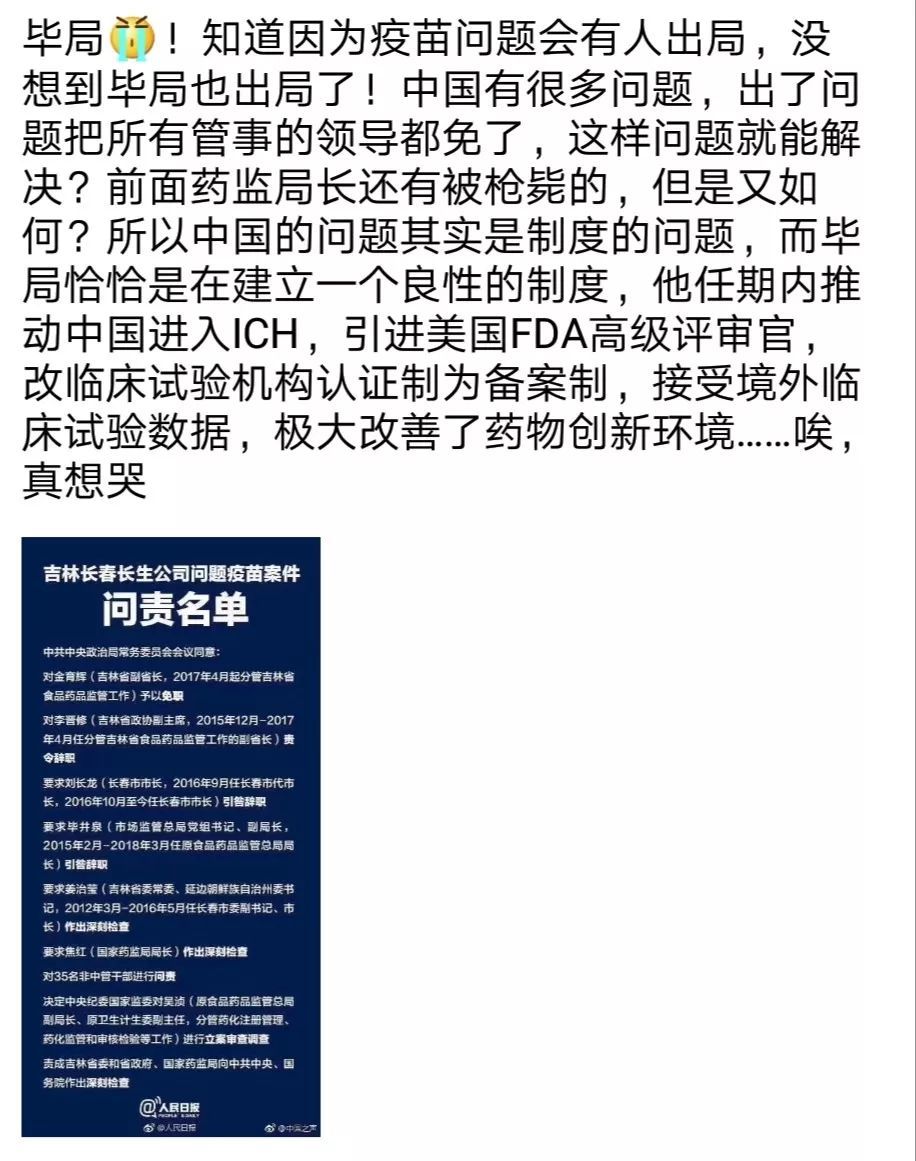 毕局😭！知道因为疫苗问题会有人出局，没
想到毕局也出局了！中国有很多问题，出了问
题把所有管事的领导都免了，这样问题就能解
决？前面药监局长还有被枪毙的，但是又如
何？所以中国的问题其实是制度的问题，而毕
局恰恰是在建立一个良性的制度，他任期内推
动中国进入ICH，引进美国FDA高级评审官，
改临床试验机构认证制为备案制，接受境外临
床试验数据，极大改善了药物创新环境……唉，
真想哭
吉林长春长生公司问题疫苗案件
问责名单
中共中央政治局常务委员会会议同意：
对金育辉（吉林省副省长，2017年4月起分管吉林省
食品药品监管工作）予以免职
对李晋修（吉林省政协副主席，2015年12月-2017
年4月任分管吉林省食品药品监管工作的副省长）责
令辞职
要求刘长龙（长春市市长，2016年9月任长春市代市
长，2016年10月至今任长春市市长）引咎辞职
要求毕井泉（市场监管总局党组书记、副局长，
2015年2月-2018年3月任原食品药品监管总局局
长）引咎辞职
要求姜治莹（吉林省委常委、延边朝鲜族自治州委书
记，2012年3月-2016年5月任长春市委副书记、市
长）作出深刻检查
要求焦红（国家药监局局长）作出深刻检查
对35名非中管干部进行问责
决定中央纪委国家监委对吴浈（原食品药品监管总局
副局长、原卫生计生委副主任，分管药化注册管理、
药化监管和审核检验等工作）进行立案审查调查
责成吉林省委和省政府、国家药监局向中共中央、国
务院作出深刻检查
@人民日报
PEOPLE'S DAILY
@人民日报
@中国之声